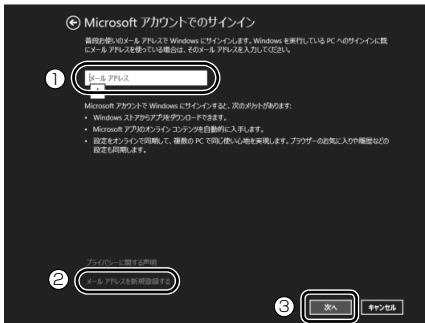 Microsoft アカウントでのサインイン
普段お使いのメール アドレスで Windows にサインインします。Windows を実行している PC へのサインインに既
にメール アドレスを使っている場合は、そのメール アドレスを入力してください。
① メール アドレス
Microsoft アカウントで Windows にサインインすると、次のメリットがあります:
• Windows ストアからアプリをダウンロードできます。
• Microsoft アプリのオンライン コンテンツを自動的に入手します。
• 設定をオンラインで同期して、複数の PC で同じ使い心地を実現します。ブラウザーのお気に入りや履歴などの
設定も同期します。
プライバシーに関する声明
② メール アドレスを新規登録する
③ 次へ キャンセル